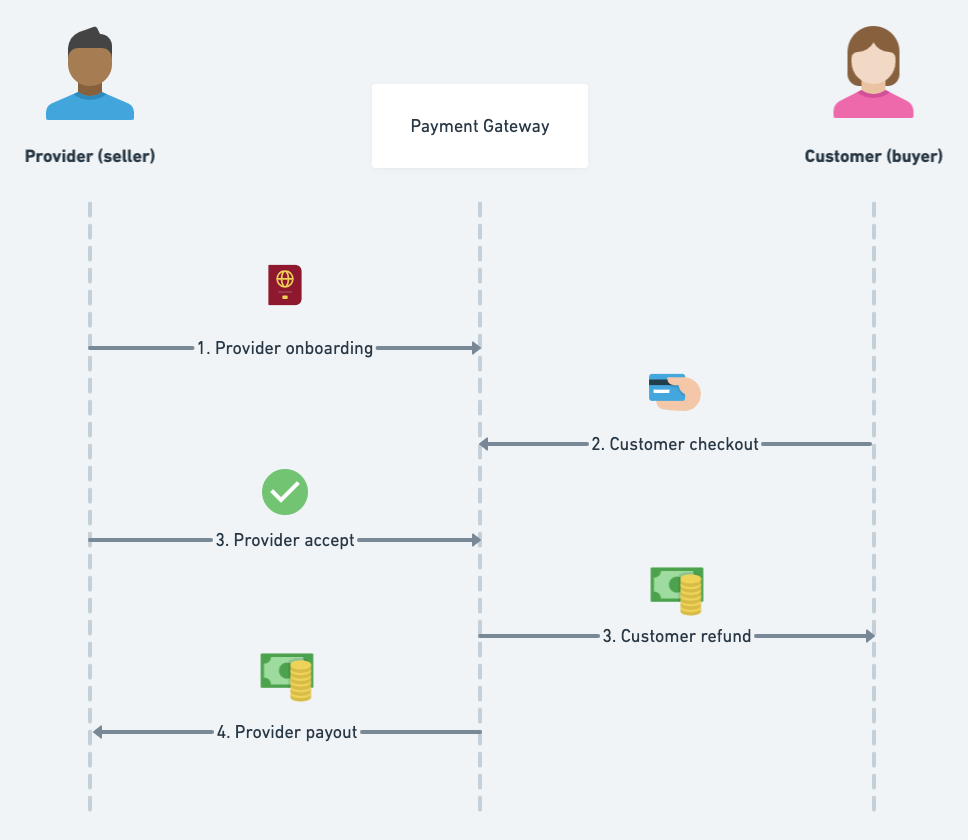 Payment Gateway
Provider (seller)
Customer (buyer)
1. Provider onboarding
2. Customer checkout
3. Provider accept
3. Customer refund
4. Provider payout